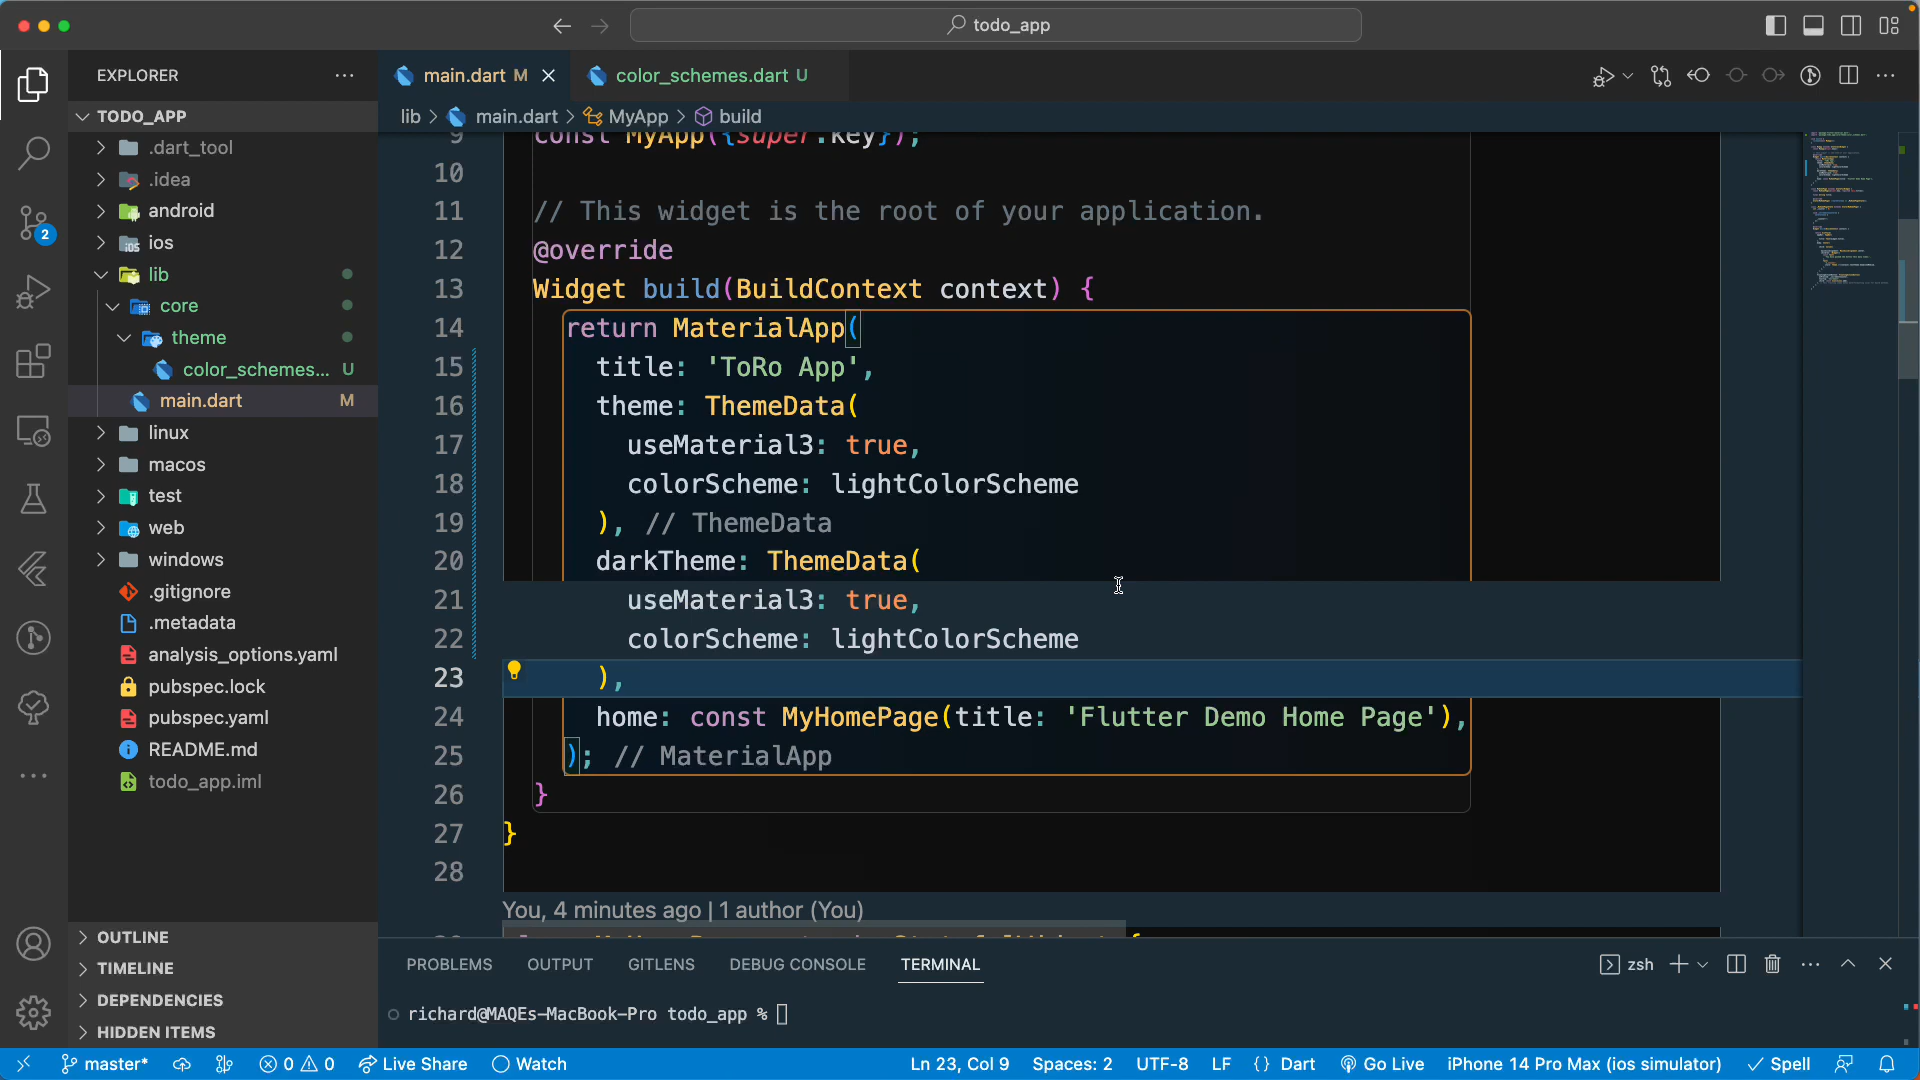 todo_app
EXPLORER
TODO_APP
.dart_tool
.idea
android
ios
lib
core
theme
color_schemes... U
main.dart M
linux
macos
test
web
windows
.gitignore
.metadata
analysis_options.yaml
pubspec.lock
pubspec.yaml
README.md
todo_app.iml
OUTLINE
TIMELINE
DEPENDENCIES
HIDDEN ITEMS
2
main.dart M
color_schemes.dart U
lib > main.dart > MyApp > build
9 const MyApp({super.key});
10
11 // This widget is the root of your application.
12 @override
13 Widget build(BuildContext context) {
14 return MaterialApp(
15 title: 'ToRo App',
16 theme: ThemeData(
17 useMaterial3: true,
18 colorScheme: lightColorScheme
19 ), // ThemeData
20 darkTheme: ThemeData(
21 useMaterial3: true,
22 colorScheme: lightColorScheme
23 ),
24 home: const MyHomePage(title: 'Flutter Demo Home Page'),
25 ); // MaterialApp
26 }
27 }
28
You, 4 minutes ago | 1 author (You)
PROBLEMS OUTPUT GITLENS DEBUG CONSOLE TERMINAL
zsh
richard@MAQEs-MacBook-Pro todo_app %
master* 0 0 Live Share Watch Ln 23, Col 9 Spaces: 2 UTF-8 LF {} Dart Go Live iPhone 14 Pro Max (ios simulator) Spell